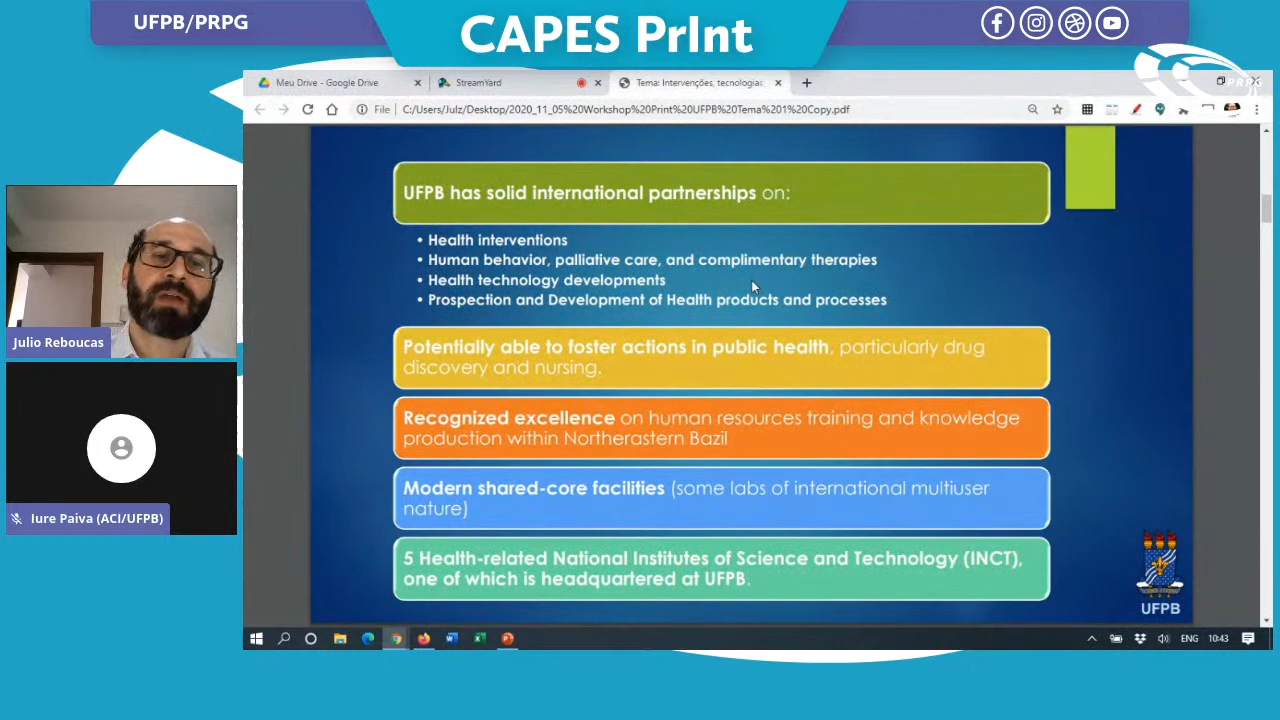 UFPB/PRPG
CAPES PrInt
PRPG
Meu Drive - Google Drive
StreamYard
Tema: Intervenções, tecnologias
File
C:/Users/Julz/Desktop/2020_11_05%20Workshop%20Print%20UFPB%20Tema%201%20Copy.pdf
UFPB has solid international partnerships on:
• Health interventions
• Human behavior, palliative care, and complimentary therapies
• Health technology developments
• Prospection and Development of Health products and processes
Potentially able to foster actions in public health, particularly drug
discovery and nursing.
Recognized excellence on human resources training and knowledge
production within Northerastern Bazil
Modern shared-core facilities (some labs of international multiuser
nature)
5 Health-related National Institutes of Science and Technology (INCT),
one of which is headquartered at UFPB.
UFPB
Julio Reboucas
Iure Paiva (ACI/UFPB)
ENG
10:43